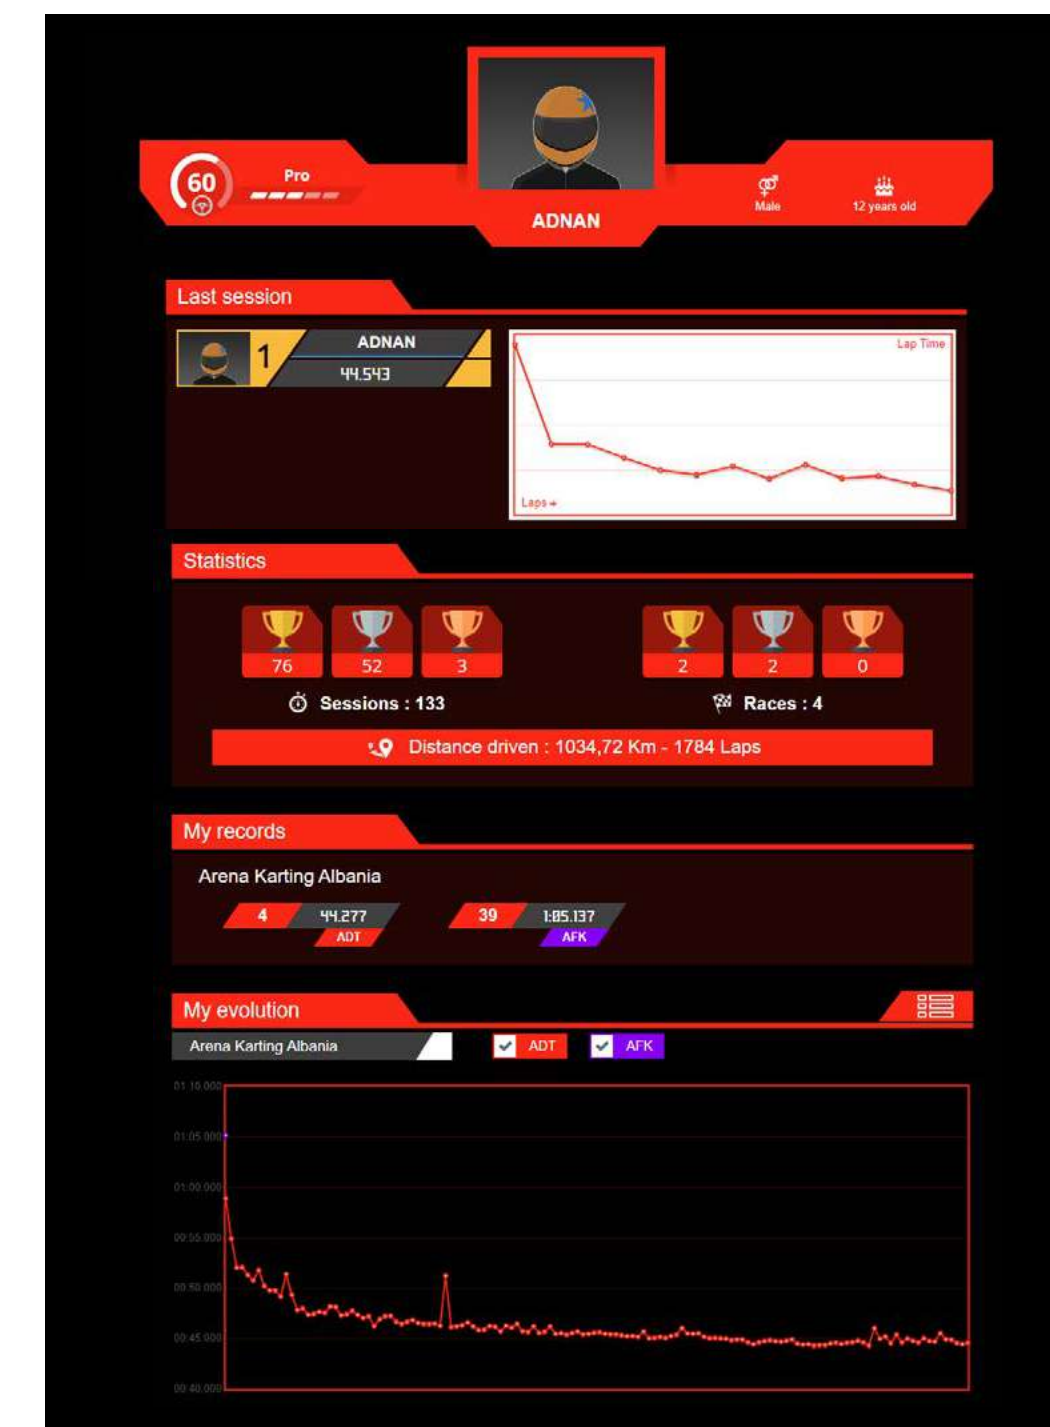 60
Pro
ADNAN
Male
12 years old
Last session
1
ADNAN
44.543
Lap Time
Laps →
Statistics
76 52 3
2 2 0
Sessions : 133
Races : 4
Distance driven : 1034,72 Km - 1784 Laps
My records
Arena Karting Albania
4 44.277
ADT
39 1:05.137
AFK
My evolution
Arena Karting Albania
ADT
AFK
01:10.000
01:05.000
01:00.000
00:55.000
00:50.000
00:45.000
00:40.000